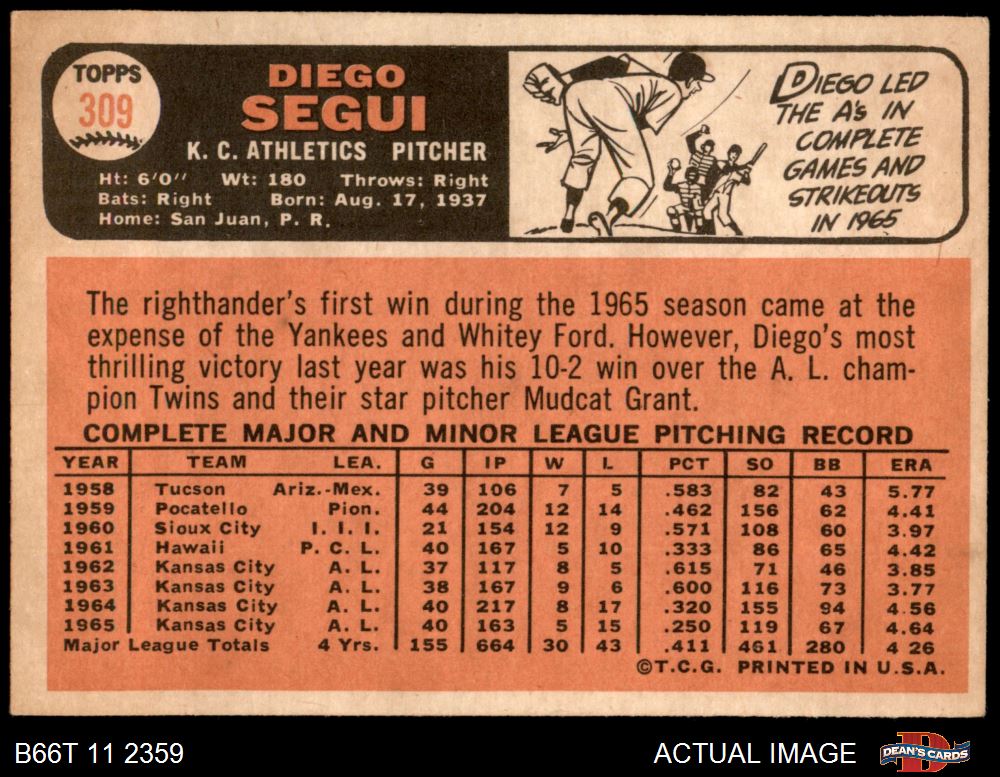 TOPPS
309
DIEGO
SEGUI
K. C. ATHLETICS PITCHER
Ht: 6'0" Wt: 180 Throws: Right
Bats: Right Born: Aug. 17, 1937
Home: San Juan, P. R.
DIEGO LED
THE A's IN
COMPLETE
GAMES AND
STRIKEOUTS
IN 1965
The righthander's first win during the 1965 season came at the
expense of the Yankees and Whitey Ford. However, Diego's most
thrilling victory last year was his 10-2 win over the A. L. cham-
pion Twins and their star pitcher Mudcat Grant.
COMPLETE MAJOR AND MINOR LEAGUE PITCHING RECORD
YEAR TEAM LEA. G IP W L PCT SO BB ERA
1958 Tucson Ariz.-Mex. 39 106 7 5 .583 82 43 5.77
1959 Pocatello Pion. 44 204 12 14 .462 156 62 4.41
1960 Sioux City I. I. I. 21 154 12 9 .571 108 60 3.97
1961 Hawaii P. C. L. 40 167 5 10 .333 86 65 4.42
1962 Kansas City A. L. 37 117 8 5 .615 71 46 3.85
1963 Kansas City A. L. 38 167 9 6 .600 116 73 3.77
1964 Kansas City A. L. 40 217 8 17 .320 155 94 4.56
1965 Kansas City A. L. 40 163 5 15 .250 119 67 4.64
Major League Totals 4 Yrs. 155 664 30 43 .411 461 280 4 26
©T.C.G. PRINTED IN U.S.A.
B66T 11 2359
ACTUAL IMAGE
DEAN'S CARDS